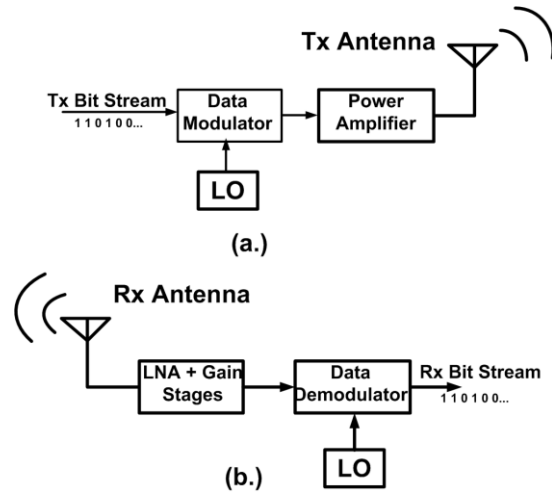 Tx Antenna
Tx Bit Stream
1 1 0 1 0 0...
Data
Modulator
Power
Amplifier
LO
(a.)
Rx Antenna
LNA + Gain
Stages
Data
Demodulator
Rx Bit Stream
1 1 0 1 0 0...
LO
(b.)